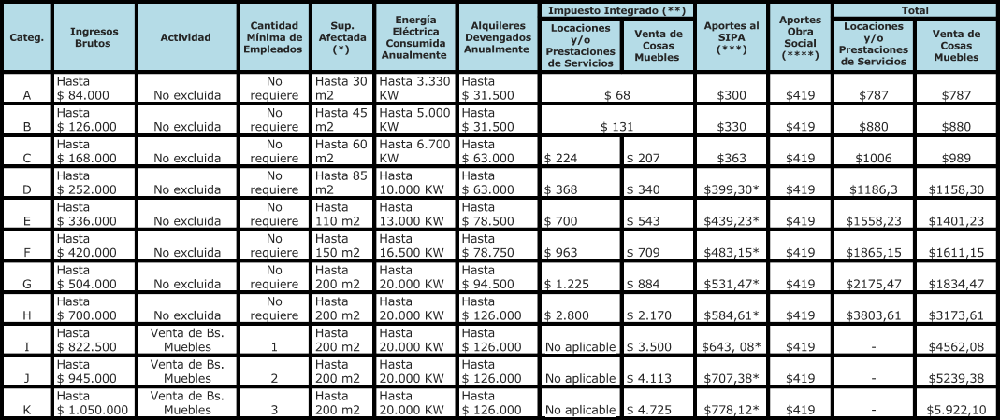 Categ. Ingresos Brutos Actividad Cantidad Mínima de Empleados Sup. Afectada (*) Energía Eléctrica Consumida Anualmente Alquileres Devengados Anualmente Impuesto Integrado (**) Aportes al SIPA (***) Aportes Obra Social (****) Total
Locaciones y/o Prestaciones de Servicios Venta de Cosas Muebles Locaciones y/o Prestaciones de Servicios Venta de Cosas Muebles
A Hasta $ 84.000 No excluida No requiere Hasta 30 m2 Hasta 3.330 KW Hasta $ 31.500 $ 68 $300 $419 $787 $787
B Hasta $ 126.000 No excluida No requiere Hasta 45 m2 Hasta 5.000 KW Hasta $ 31.500 $ 131 $330 $419 $880 $880
C Hasta $ 168.000 No excluida No requiere Hasta 60 m2 Hasta 6.700 KW Hasta $ 63.000 $ 224 $ 207 $363 $419 $1006 $989
D Hasta $ 252.000 No excluida No requiere Hasta 85 m2 Hasta 10.000 KW Hasta $ 63.000 $ 368 $ 340 $399,30* $419 $1186,3 $1158,30
E Hasta $ 336.000 No excluida No requiere Hasta 110 m2 Hasta 13.000 KW Hasta $ 78.500 $ 700 $ 543 $439,23* $419 $1558,23 $1401,23
F Hasta $ 420.000 No excluida No requiere Hasta 150 m2 Hasta 16.500 KW Hasta $ 78.750 $ 963 $ 709 $483,15* $419 $1865,15 $1611,15
G Hasta $ 504.000 No excluida No requiere Hasta 200 m2 Hasta 20.000 KW Hasta $ 94.500 $ 1.225 $ 884 $531,47* $419 $2175,47 $1834,47
H Hasta $ 700.000 No excluida No requiere Hasta 200 m2 Hasta 20.000 KW Hasta $ 126.000 $ 2.800 $ 2.170 $584,61* $419 $3803,61 $3173,61
I Hasta $ 822.500 Venta de Bs. Muebles 1 Hasta 200 m2 Hasta 20.000 KW Hasta $ 126.000 No aplicable $ 3.500 $643, 08* $419 - $4562,08
J Hasta $ 945.000 Venta de Bs. Muebles 2 Hasta 200 m2 Hasta 20.000 KW Hasta $ 126.000 No aplicable $ 4.113 $707,38* $419 - $5239,38
K Hasta $ 1.050.000 Venta de Bs. Muebles 3 Hasta 200 m2 Hasta 20.000 KW Hasta $ 126.000 No aplicable $ 4.725 $778,12* $419 - $5.922,10